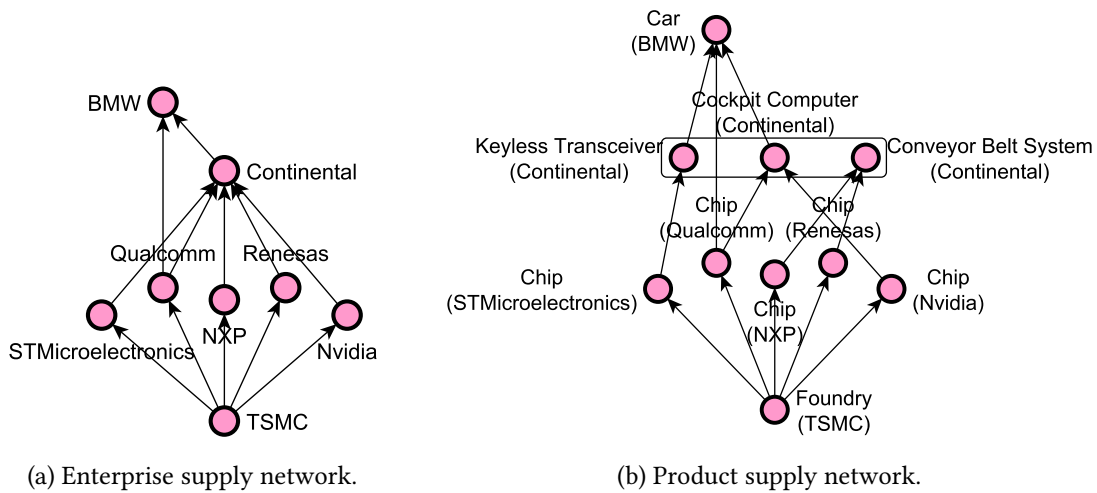 BMW
Continental
Qualcomm
Renesas
NXP
STMicroelectronics
Nvidia
TSMC
(a) Enterprise supply network.
Car
(BMW)
Cockpit Computer
(Continental)
Keyless Transceiver
(Continental)
Conveyor Belt System
(Continental)
Chip
(Qualcomm)
Chip
(Renesas)
Chip
(STMicroelectronics)
Chip
(NXP)
Chip
(Nvidia)
Foundry
(TSMC)
(b) Product supply network.